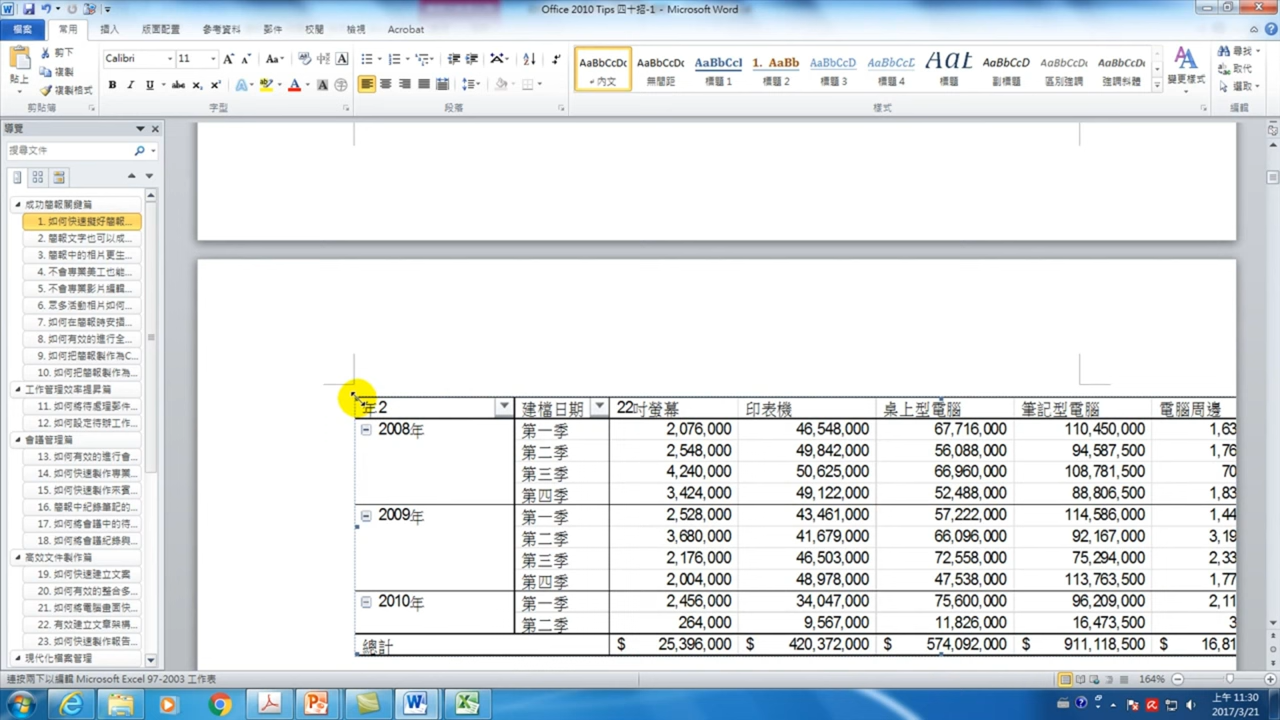 Office 2010 Tips 四十招-1 - Microsoft Word
檔案 常用 插入 版面配置 參考資料 郵件 校閱 檢視 Acrobat
貼上 剪下 複製 複製格式
Calibri 11
AaBbCcDc AaBbCcDc AaBbCcI 1. AaBb AaBbCcD AaBbCcD Aat AaBbCcD AaBbCcDc AaBbCcDc
內文 無間距 標題 1 標題 2 標題 3 標題 4 標題 副標題 區別強調 強調斜體
變更樣式
尋找 取代 選取
剪貼簿 字型 段落 樣式 編輯
導覽
搜尋文件
成功簡報關鍵篇
1. 如何快速擬好簡報...
2. 簡報文字也可以成...
3. 簡報中的相片更生...
4. 不會專業美工也能...
5. 不會專業影片編輯...
6. 眾多活動相片如何...
7. 如何在簡報時安插...
8. 如何有效的進行全...
9. 如何把簡報製作為C...
10. 如何把簡報製作為...
工作管理效率提昇篇
11. 如何將待處理郵件...
12. 如何設定待辦工作...
會議管理篇
13. 如何有效的進行會...
14. 如何快速製作專業...
15. 如何快速製作來賓...
16. 簡報中紀錄筆記的...
17. 如何將會議中的待...
18. 如何將會議紀錄與...
高效文件製作篇
19. 如何快速建立文案
20. 如何有效的整合多...
21. 如何將電腦畫面快...
22. 有效建立文章架構...
23. 如何快速製作報告...
現代化檔案管理
年2 建檔日期 22吋螢幕 印表機 桌上型電腦 筆記型電腦 電腦周邊
2008年 第一季 2,076,000 46,548,000 67,716,000 110,450,000 1,63
第二季 2,548,000 49,842,000 56,088,000 94,587,500 1,76
第三季 4,240,000 50,625,000 66,960,000 108,781,500 70
第四季 3,424,000 49,122,000 52,488,000 88,806,500 1,83
2009年 第一季 2,528,000 43,461,000 57,222,000 114,586,000 1,44
第二季 3,680,000 41,679,000 66,096,000 92,167,000 3,19
第三季 2,176,000 46,503,000 72,558,000 75,294,000 2,33
第四季 2,004,000 48,978,000 47,538,000 113,763,500 1,77
2010年 第一季 2,456,000 34,047,000 75,600,000 96,209,000 2,11
第二季 264,000 9,567,000 11,826,000 16,473,500 3
總計 $ 25,396,000 $ 420,372,000 $ 574,092,000 $ 911,118,500 $ 16,81
連按兩下以編輯 Microsoft Excel 97-2003 工作表
164%
上午 11:30
2017/3/21